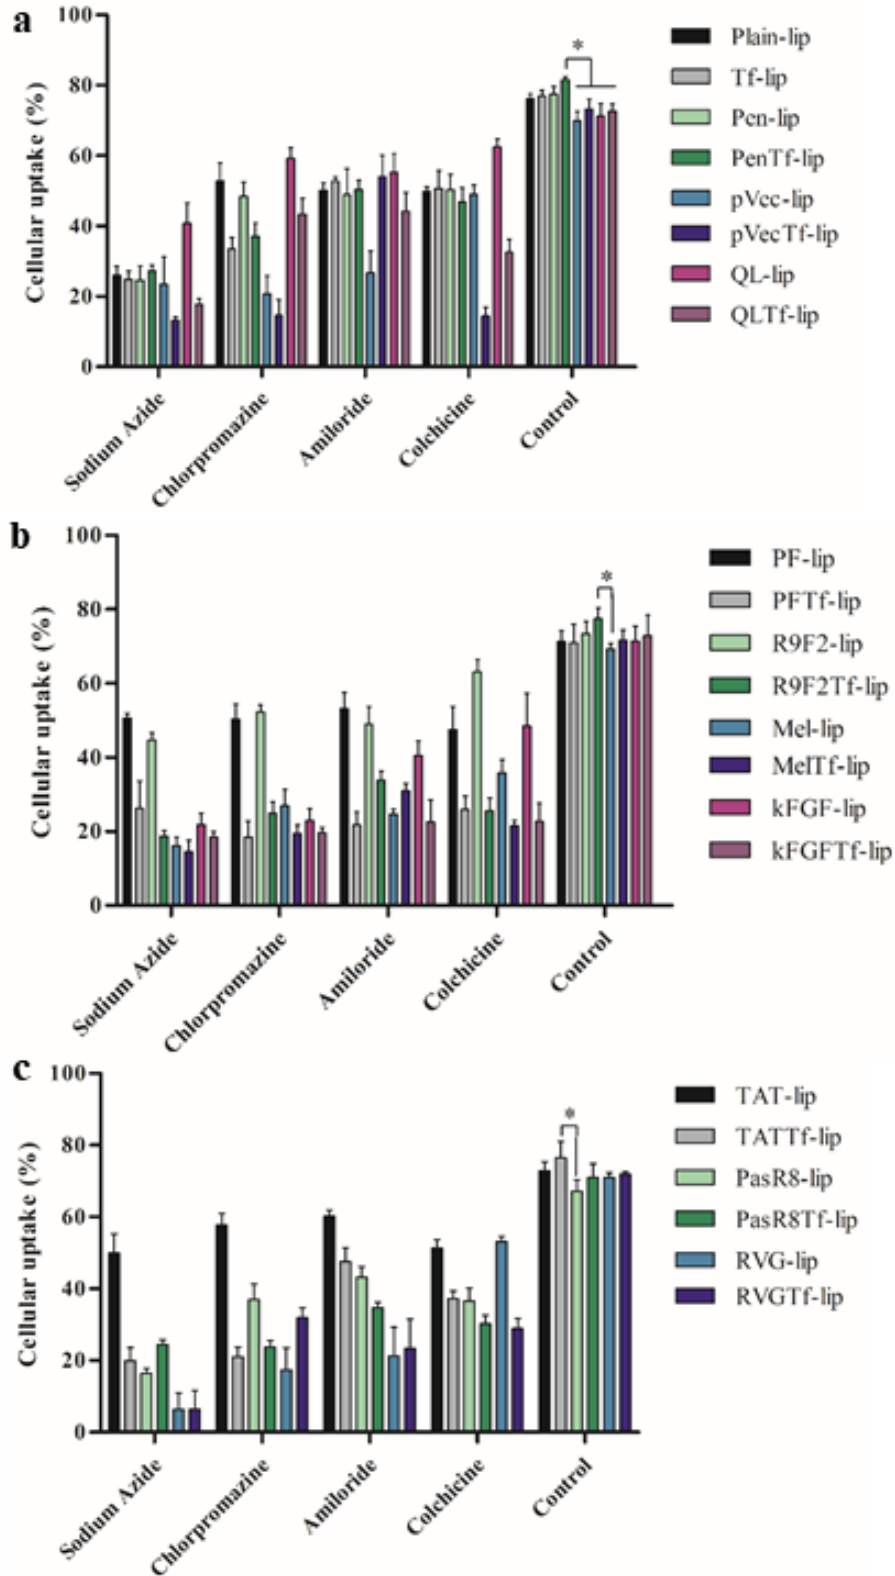 a
100
80
60
40
20
0
Cellular uptake (%)
*
Sodium Azide
Chlorpromazine
Amiloride
Colchicine
Control
Plain-lip
Tf-lip
Pen-lip
PenTf-lip
pVec-lip
pVecTf-lip
QL-lip
QLTf-lip
b
100
80
60
40
20
0
Cellular uptake (%)
*
Sodium Azide
Chlorpromazine
Amiloride
Colchicine
Control
PF-lip
PFTf-lip
R9F2-lip
R9F2Tf-lip
Mel-lip
MelTf-lip
kFGF-lip
kFGFTf-lip
c
100
80
60
40
20
0
Cellular uptake (%)
*
Sodium Azide
Chlorpromazine
Amiloride
Colchicine
Control
TAT-lip
TATTf-lip
PasR8-lip
PasR8Tf-lip
RVG-lip
RVGTf-lip